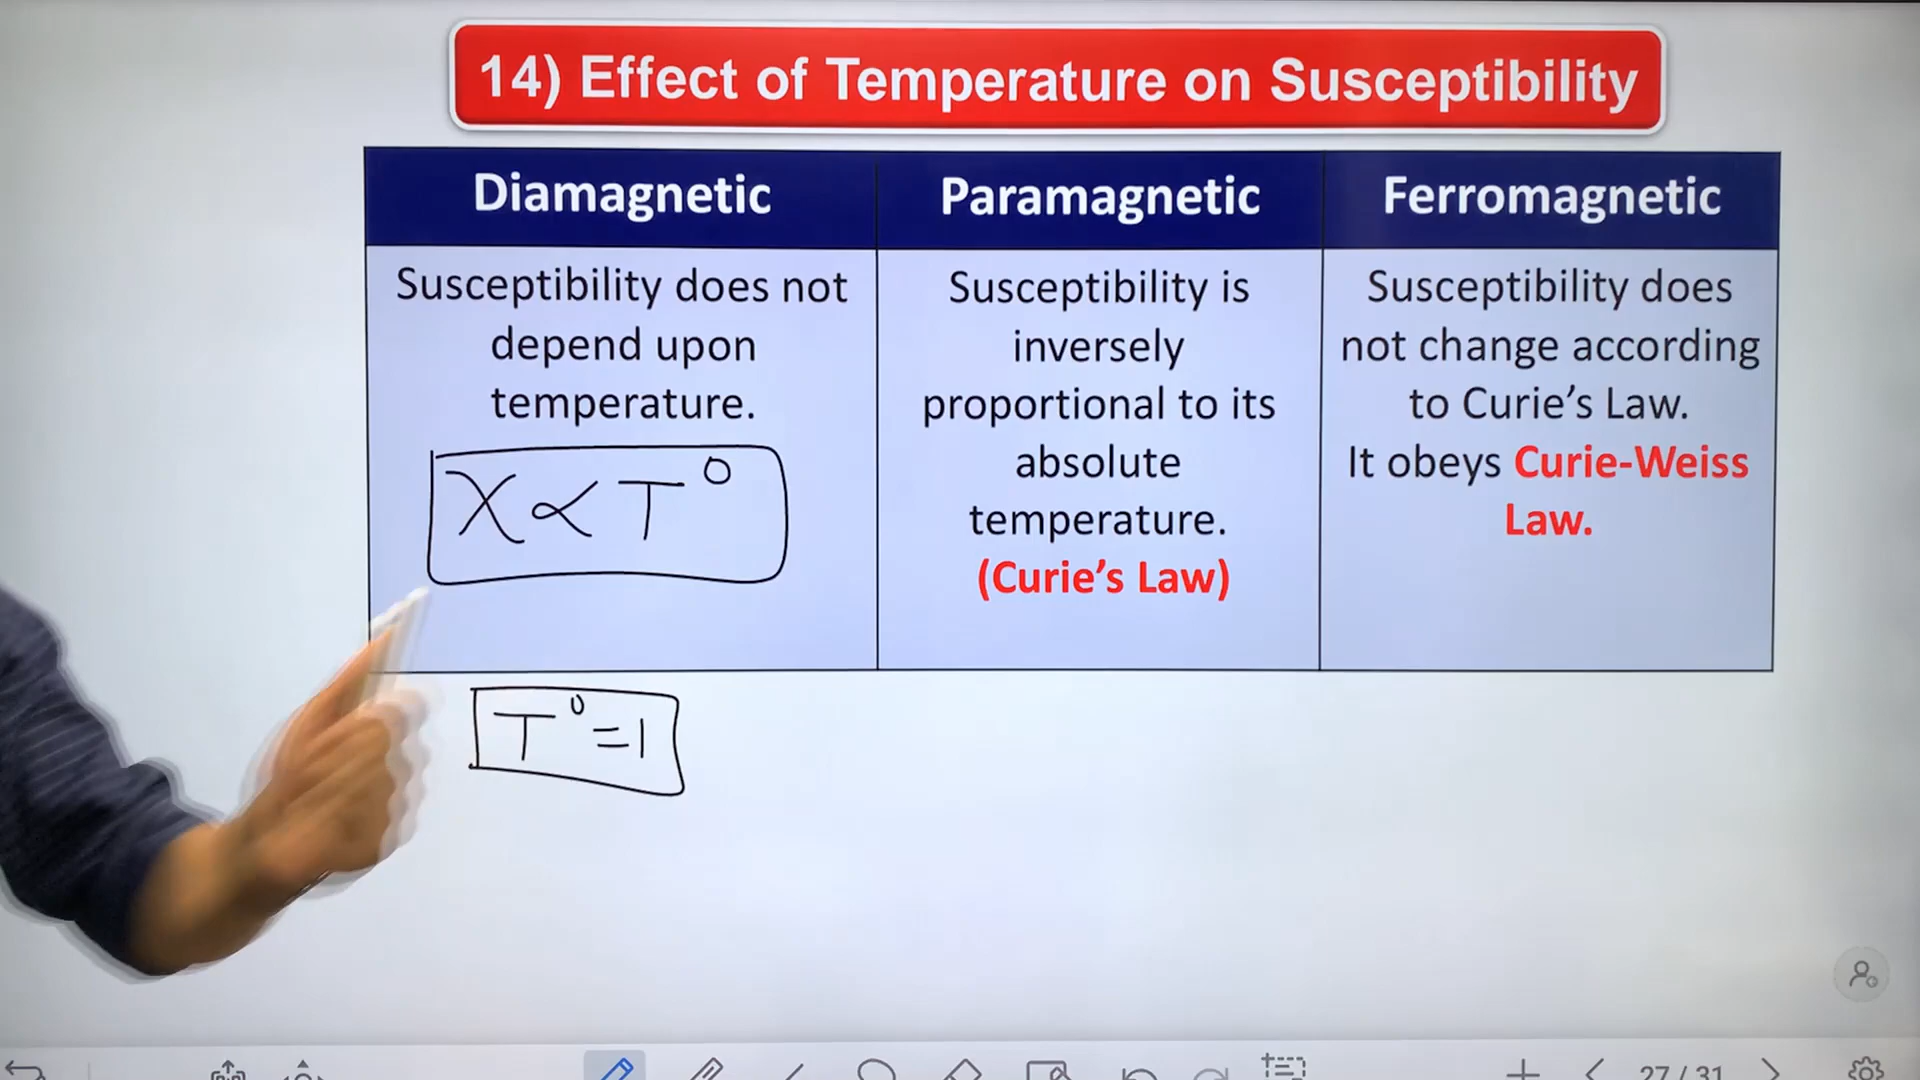 14) Effect of Temperature on Susceptibility
Diamagnetic
Paramagnetic
Ferromagnetic
Susceptibility does not
depend upon
temperature.
χ ∝ T⁰
Susceptibility is
inversely
proportional to its
absolute
temperature.
(Curie's Law)
Susceptibility does
not change according
to Curie's Law.
It obeys Curie-Weiss
Law.
T⁰ = 1
27 / 31